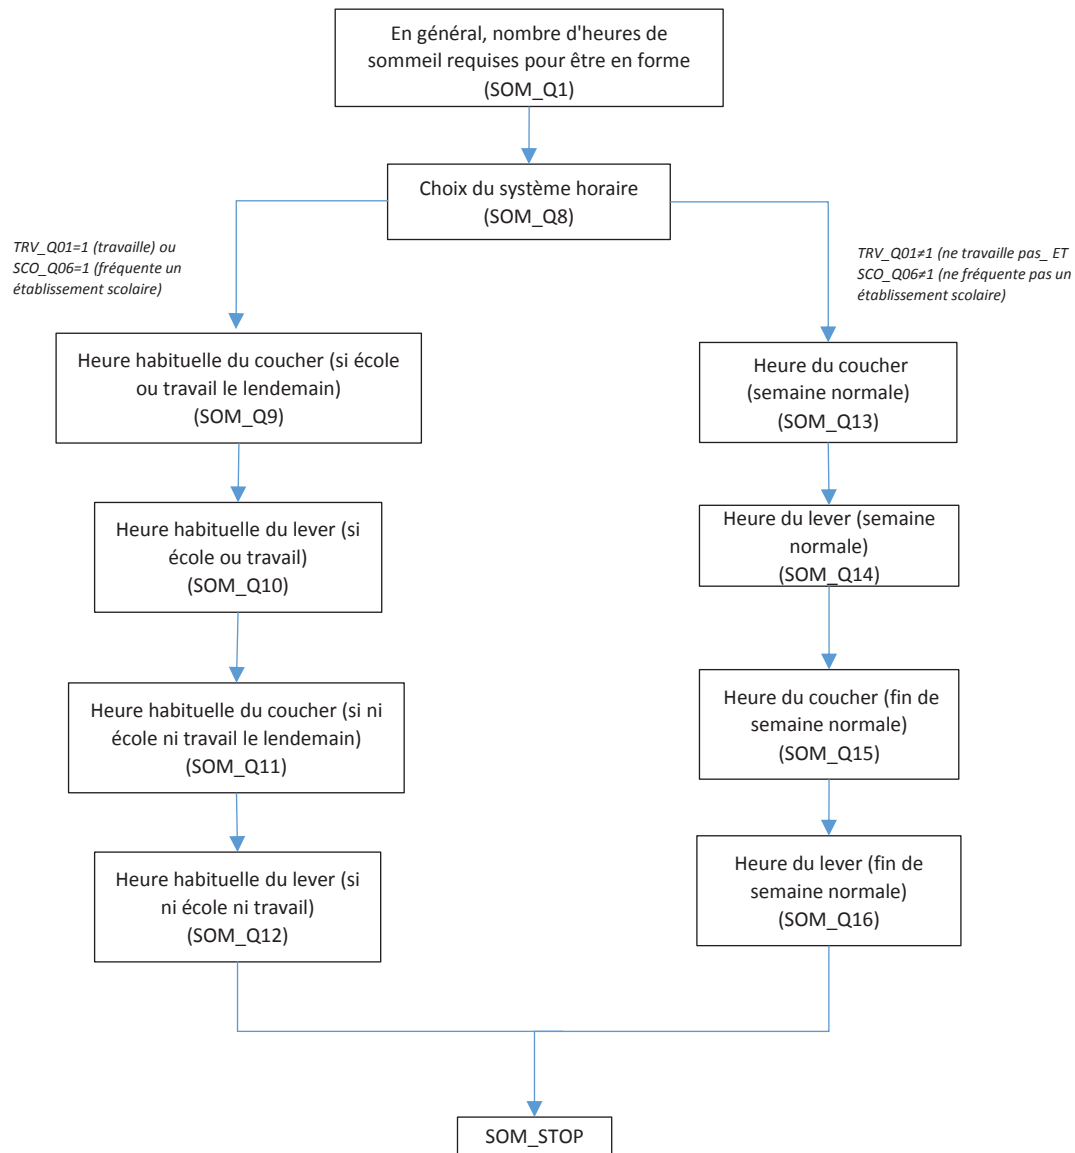 En général, nombre d'heures de
sommeil requises pour être en forme
(SOM_Q1)
Choix du système horaire
(SOM_Q8)
TRV_Q01=1 (travaille) ou
SCO_Q06=1 (fréquente un
établissement scolaire)
TRV_Q01≠1 (ne travaille pas_ ET
SCO_Q06≠1 (ne fréquente pas un
établissement scolaire)
Heure habituelle du coucher (si école
ou travail le lendemain)
(SOM_Q9)
Heure habituelle du lever (si
école ou travail)
(SOM_Q10)
Heure habituelle du coucher (si ni
école ni travail le lendemain)
(SOM_Q11)
Heure habituelle du lever (si
ni école ni travail)
(SOM_Q12)
Heure du coucher
(semaine normale)
(SOM_Q13)
Heure du lever (semaine
normale)
(SOM_Q14)
Heure du coucher (fin de
semaine normale)
(SOM_Q15)
Heure du lever (fin de
semaine normale)
(SOM_Q16)
SOM_STOP